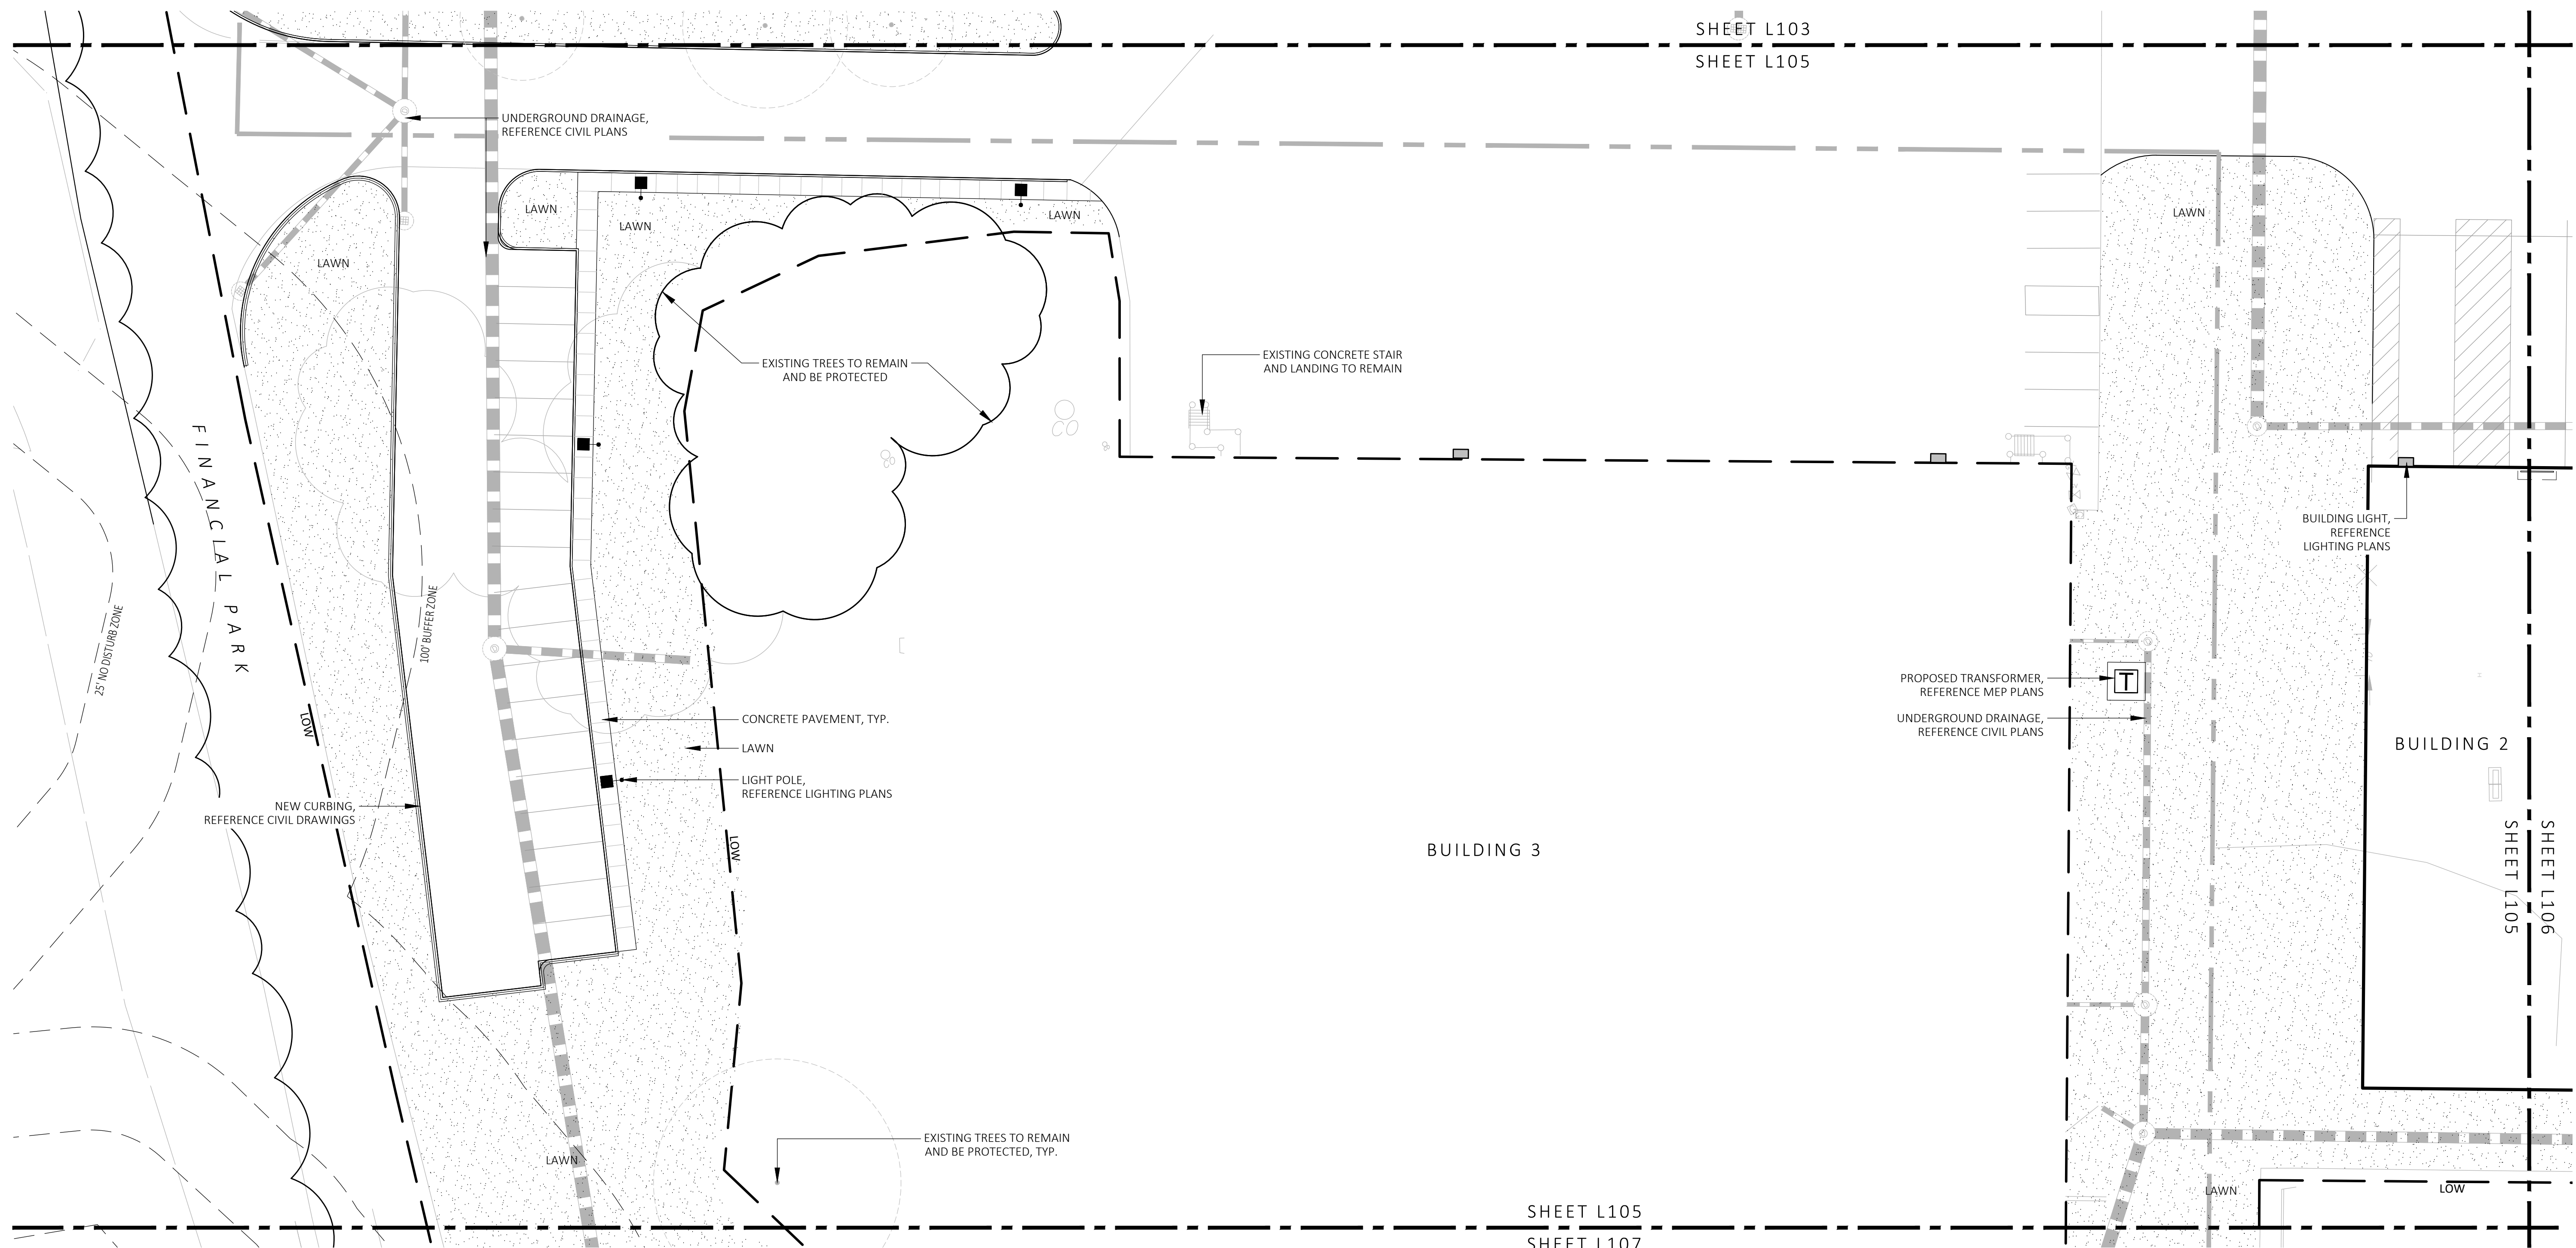 SHEET L103
SHEET L105
UNDERGROUND DRAINAGE,
REFERENCE CIVIL PLANS
LAWN
LAWN
LAWN
LAWN
LAWN
EXISTING TREES TO REMAIN
AND BE PROTECTED
EXISTING CONCRETE STAIR
AND LANDING TO REMAIN
FINANCLAL PARK
BUILDING LIGHT,
REFERENCE
LIGHTING PLANS
25' NO DISTURB ZONE
100' BUFFER ZONE
LOW
PROPOSED TRANSFORMER,
REFERENCE MEP PLANS
T
UNDERGROUND DRAINAGE,
REFERENCE CIVIL PLANS
CONCRETE PAVEMENT, TYP.
LAWN
LIGHT POLE,
REFERENCE LIGHTING PLANS
BUILDING 2
NEW CURBING,
REFERENCE CIVIL DRAWINGS
LOW
BUILDING 3
SHEET L105
SHEET L106
EXISTING TREES TO REMAIN
AND BE PROTECTED, TYP.
LAWN
LAWN
LOW
SHEET L105
SHEET L107